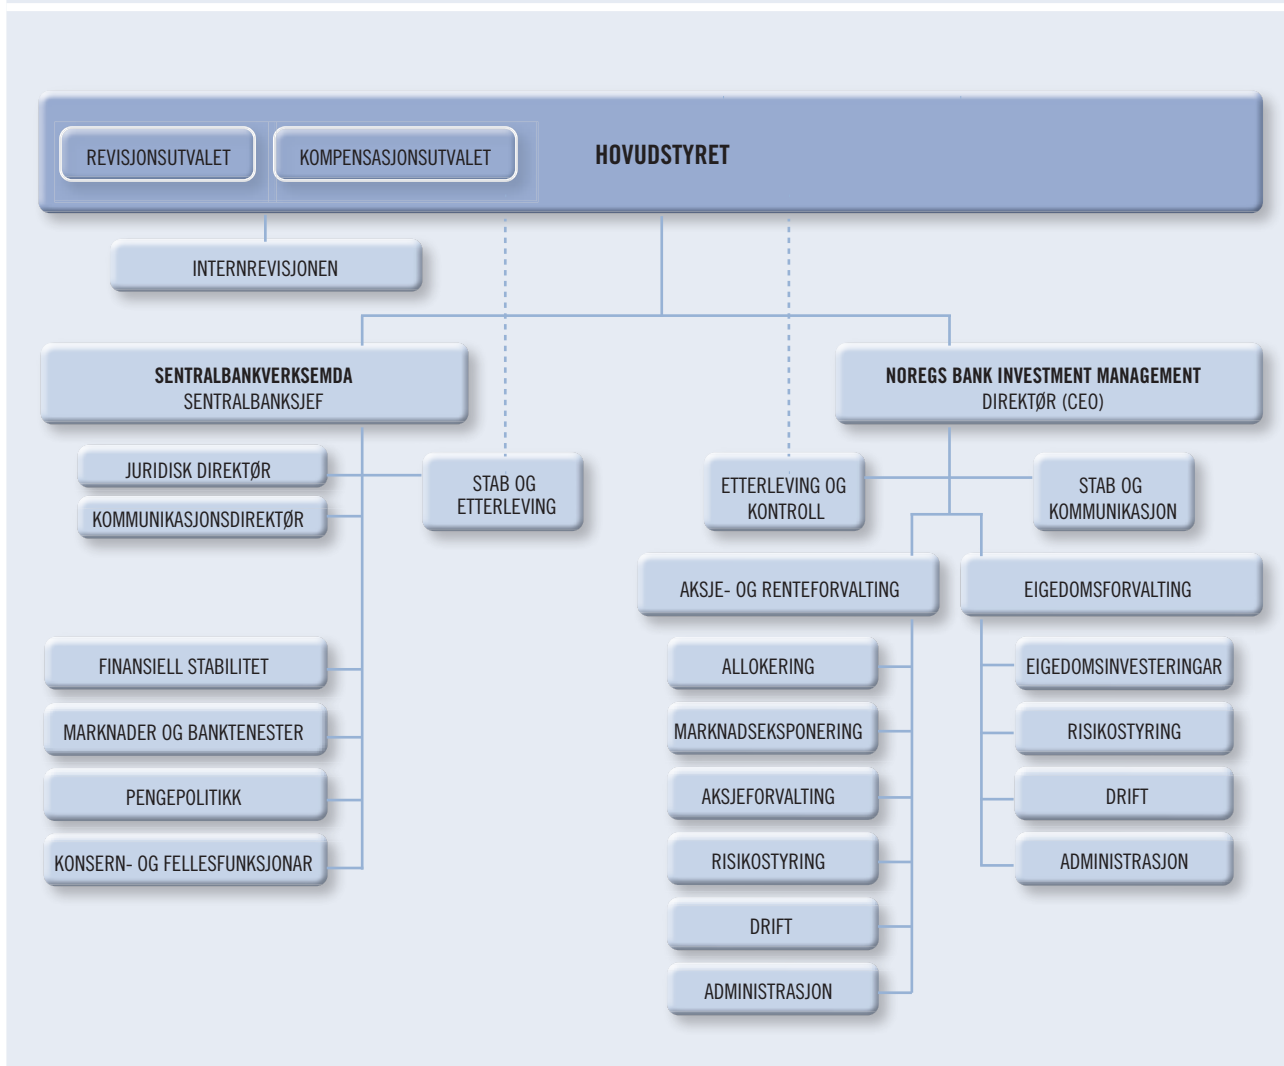 REVISJONSUTVALET
KOMPENSASJONSUTVALET
HOVUDSTYRET
INTERNREVISJONEN
SENTRALBANKVERKSEMDA
SENTRALBANKSJEF
NOREGS BANK INVESTMENT MANAGEMENT
DIREKTØR (CEO)
JURIDISK DIREKTØR
KOMMUNIKASJONSDIREKTØR
STAB OG
ETTERLEVING
ETTERLEVING OG
KONTROLL
STAB OG
KOMMUNIKASJON
AKSJE- OG RENTEFORVALTING
EIGEDOMSFORVALTING
FINANSIELL STABILITET
MARKNADER OG BANKTENESTER
PENGEPOLITIKK
KONSERN- OG FELLESFUNKSJONAR
ALLOKERING
MARKNADSEKSPONERING
AKSJEFORVALTING
RISIKOSTYRING
DRIFT
ADMINISTRASJON
EIGEDOMSINVESTERINGAR
RISIKOSTYRING
DRIFT
ADMINISTRASJON